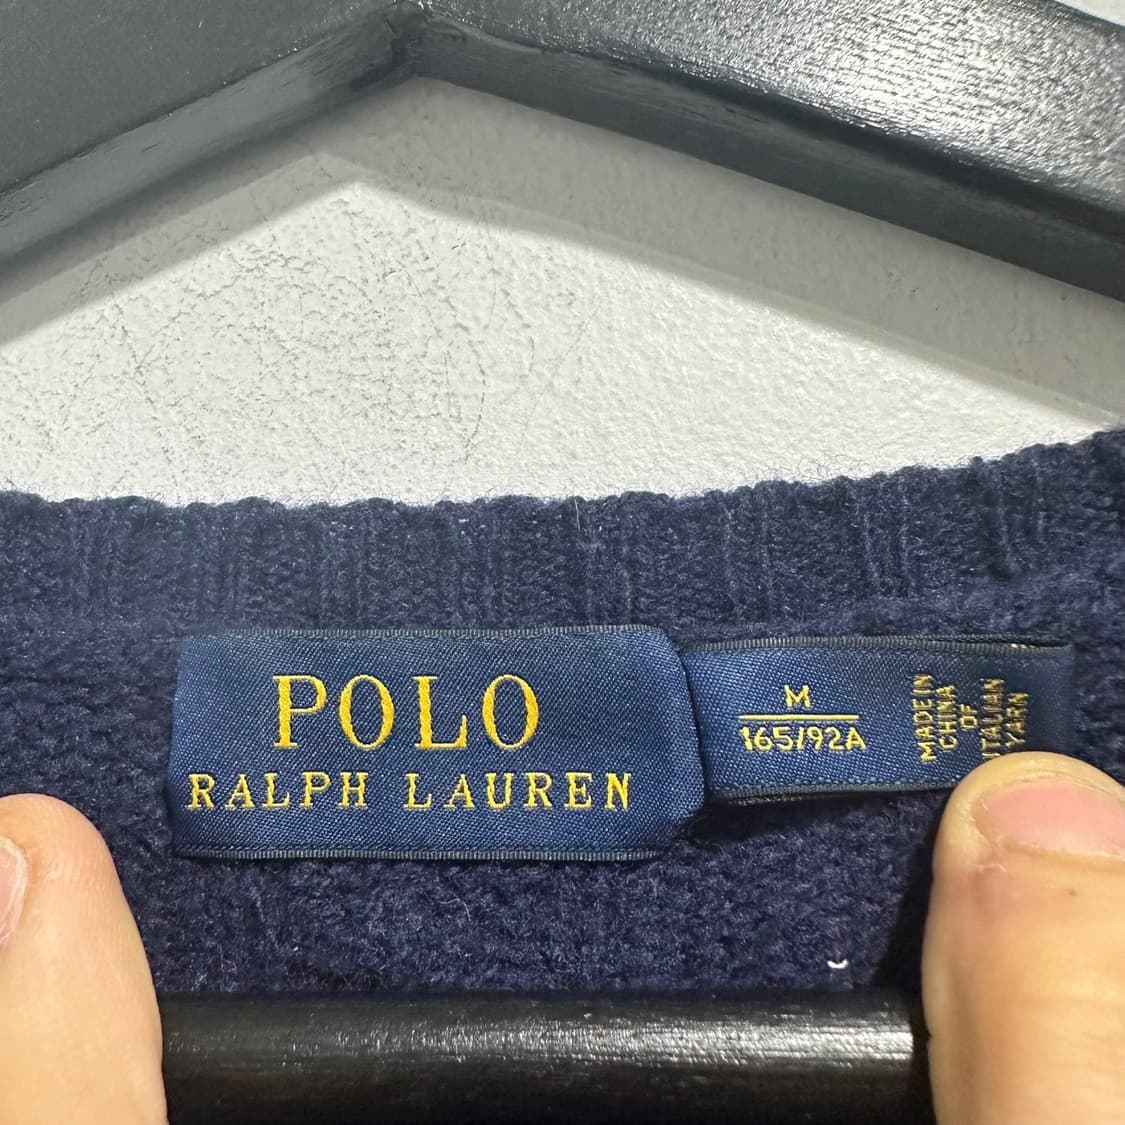 POLO
RALPH LAUREN
M
165/92A
MADE IN
CHINA
OF
ITALIAN
YARN